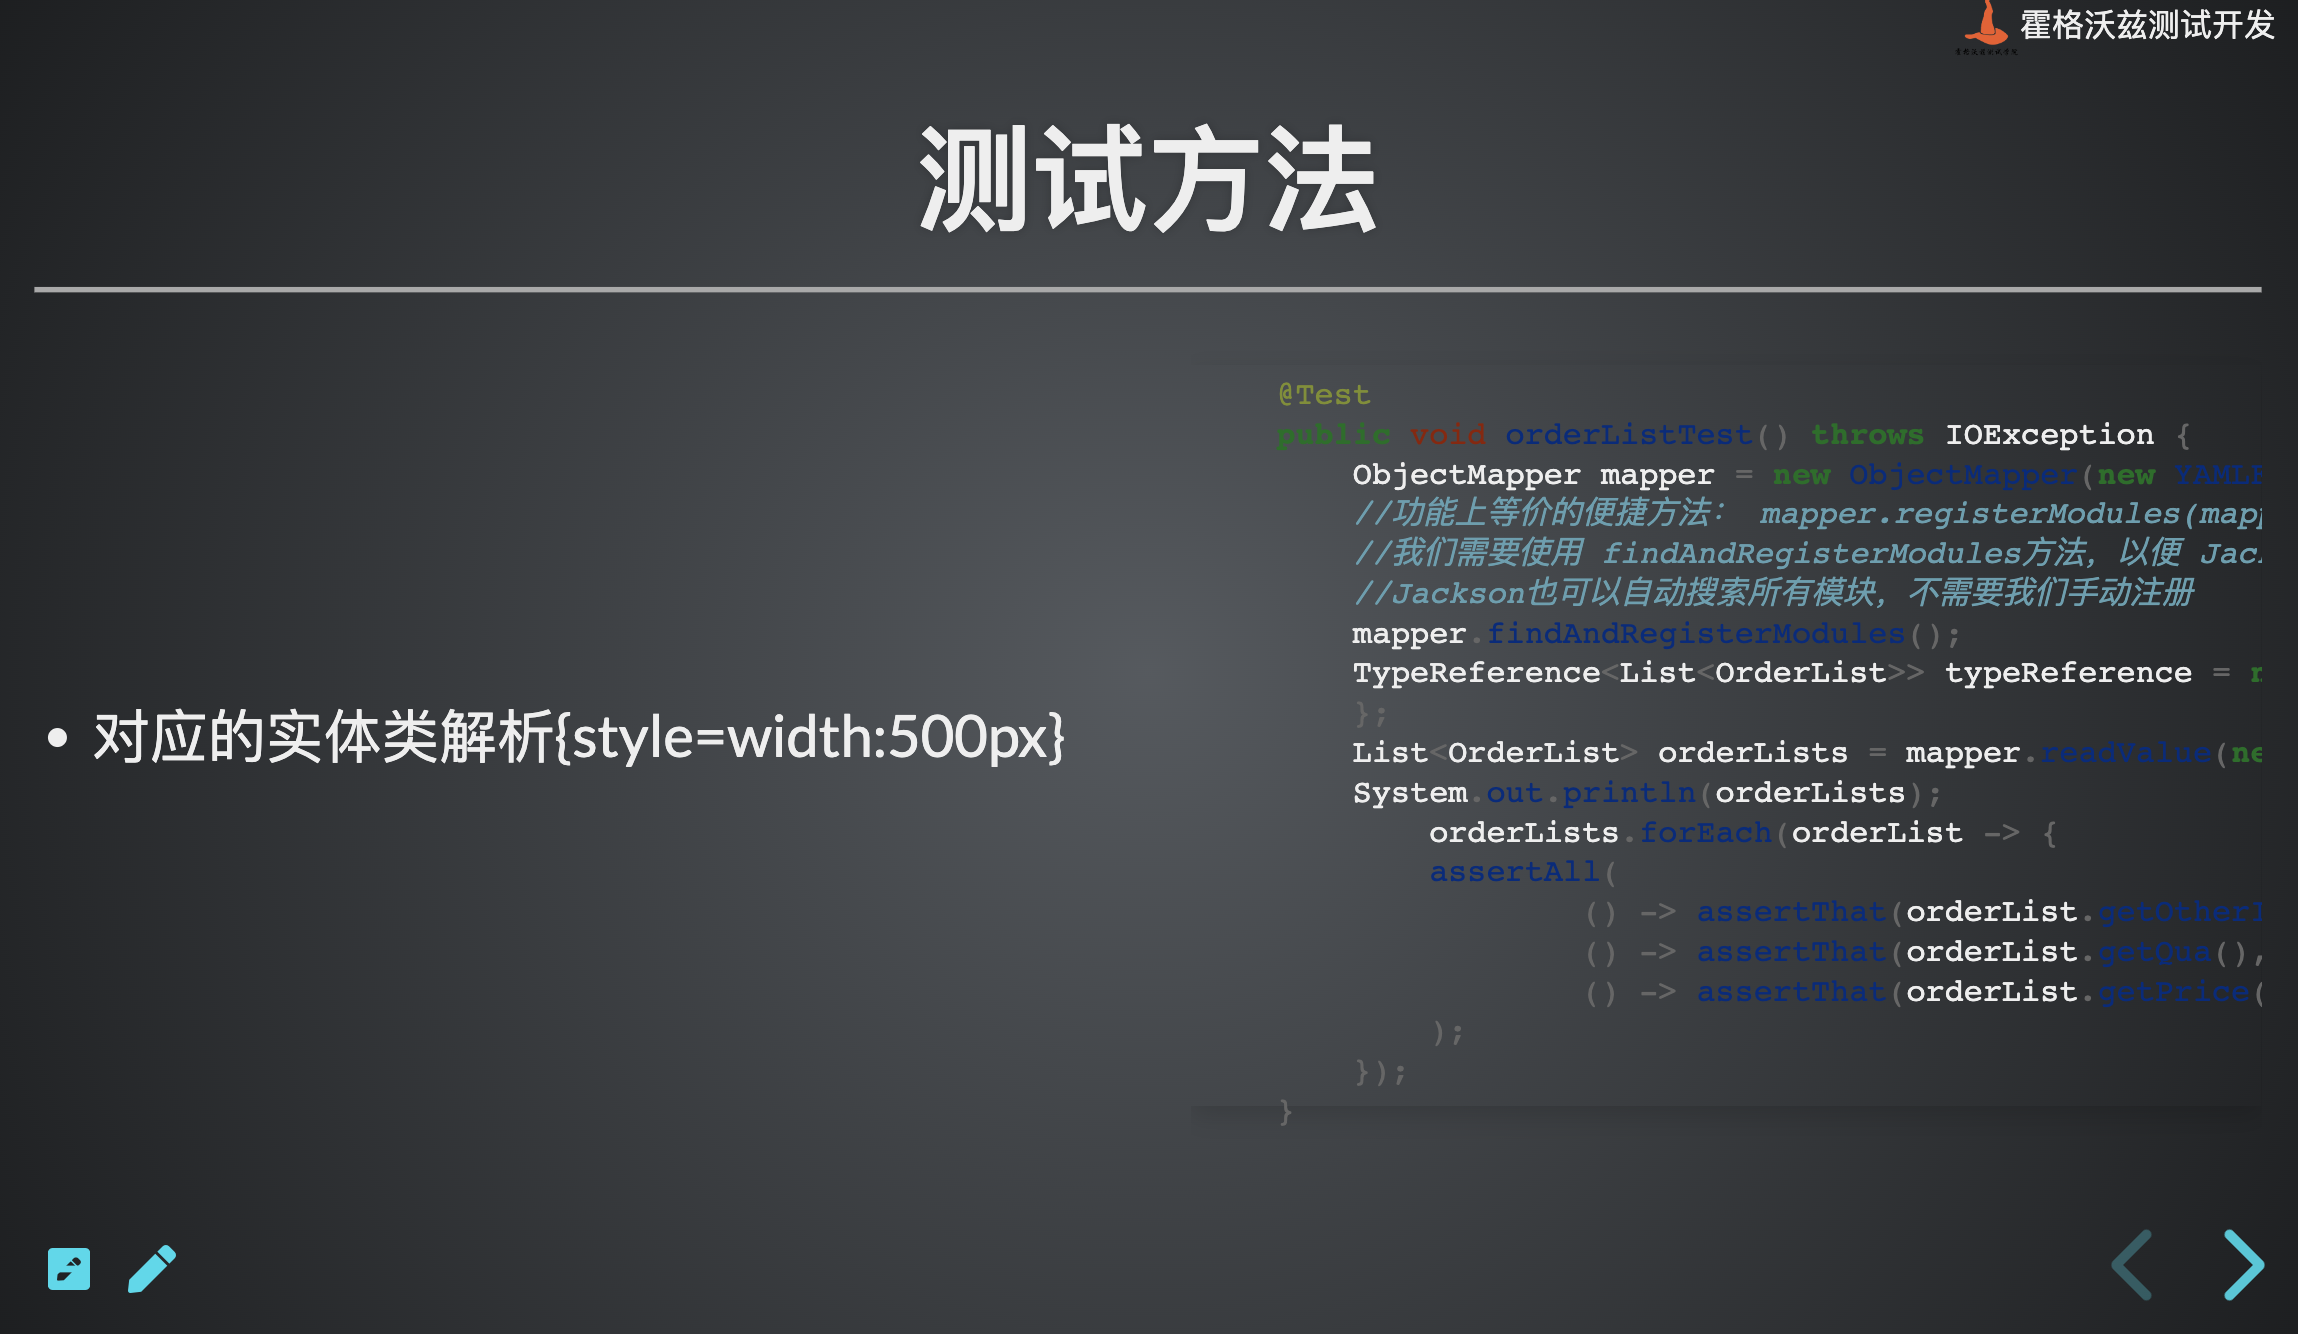 霍格沃兹测试开发
测试方法
对应的实体类解析{style=width:500px}
@Test
public void orderListTest() throws IOException {
ObjectMapper mapper = new ObjectMapper(new YAML
//功能上等价的便捷方法： mapper.registerModules(map
//我们需要使用 findAndRegisterModules方法，以便 Jac
//Jackson也可以自动搜索所有模块，不需要我们手动注册
mapper.findAndRegisterModules();
TypeReference<List<OrderList>> typeReference = n
};
List<OrderList> orderLists = mapper.readValue(ne
System.out.println(orderLists);
orderLists.forEach(orderList -> {
assertAll(
() -> assertThat(orderList.getOther
() -> assertThat(orderList.getQua(),
() -> assertThat(orderList.getPrice(
);
});
}